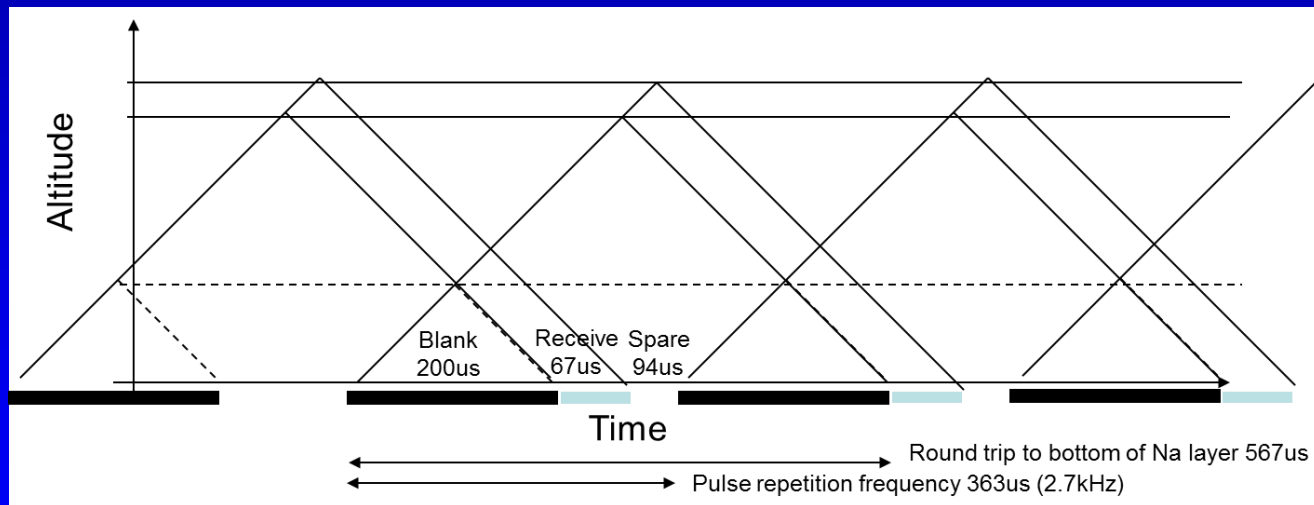 Altitude
Blank
200us
Receive
67us
Spare
94us
Time
Round trip to bottom of Na layer 567us
Pulse repetition frequency 363us (2.7kHz)